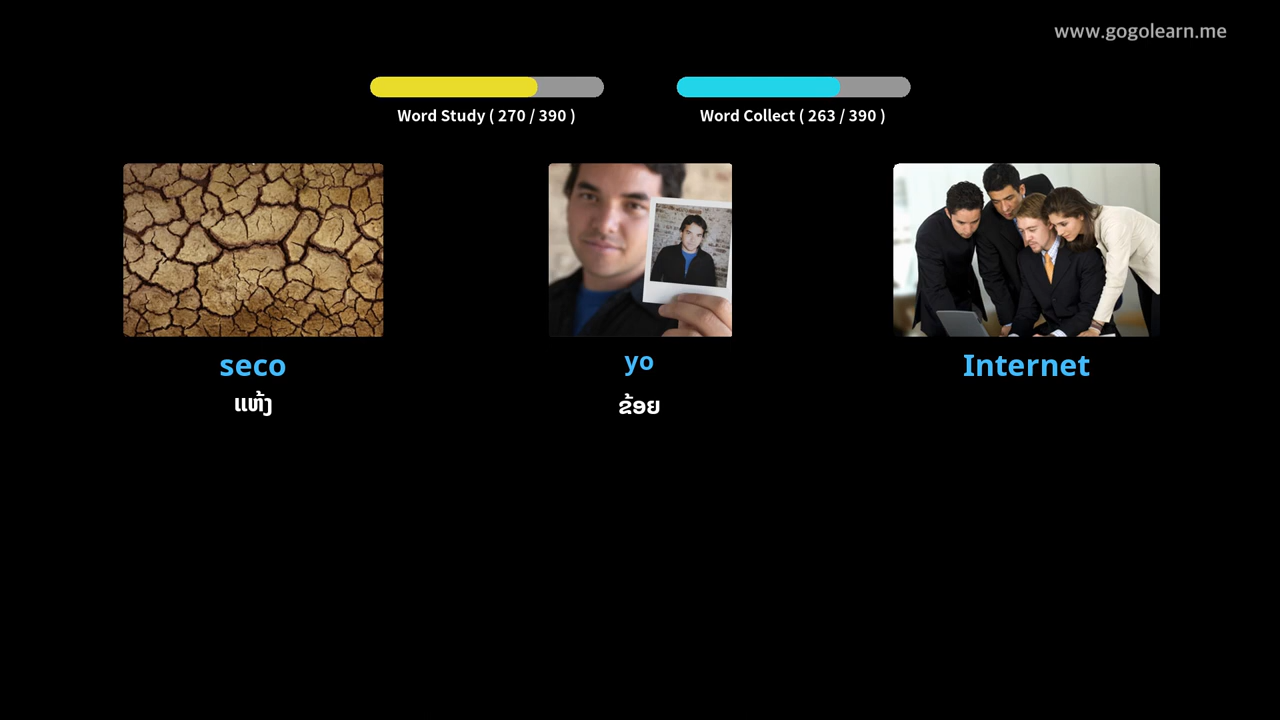 www.gogolearn.me
Word Study ( 270 / 390 )
Word Collect ( 263 / 390 )
seco
yo
Internet
ແຫ້ງ
ຂ້ອຍ